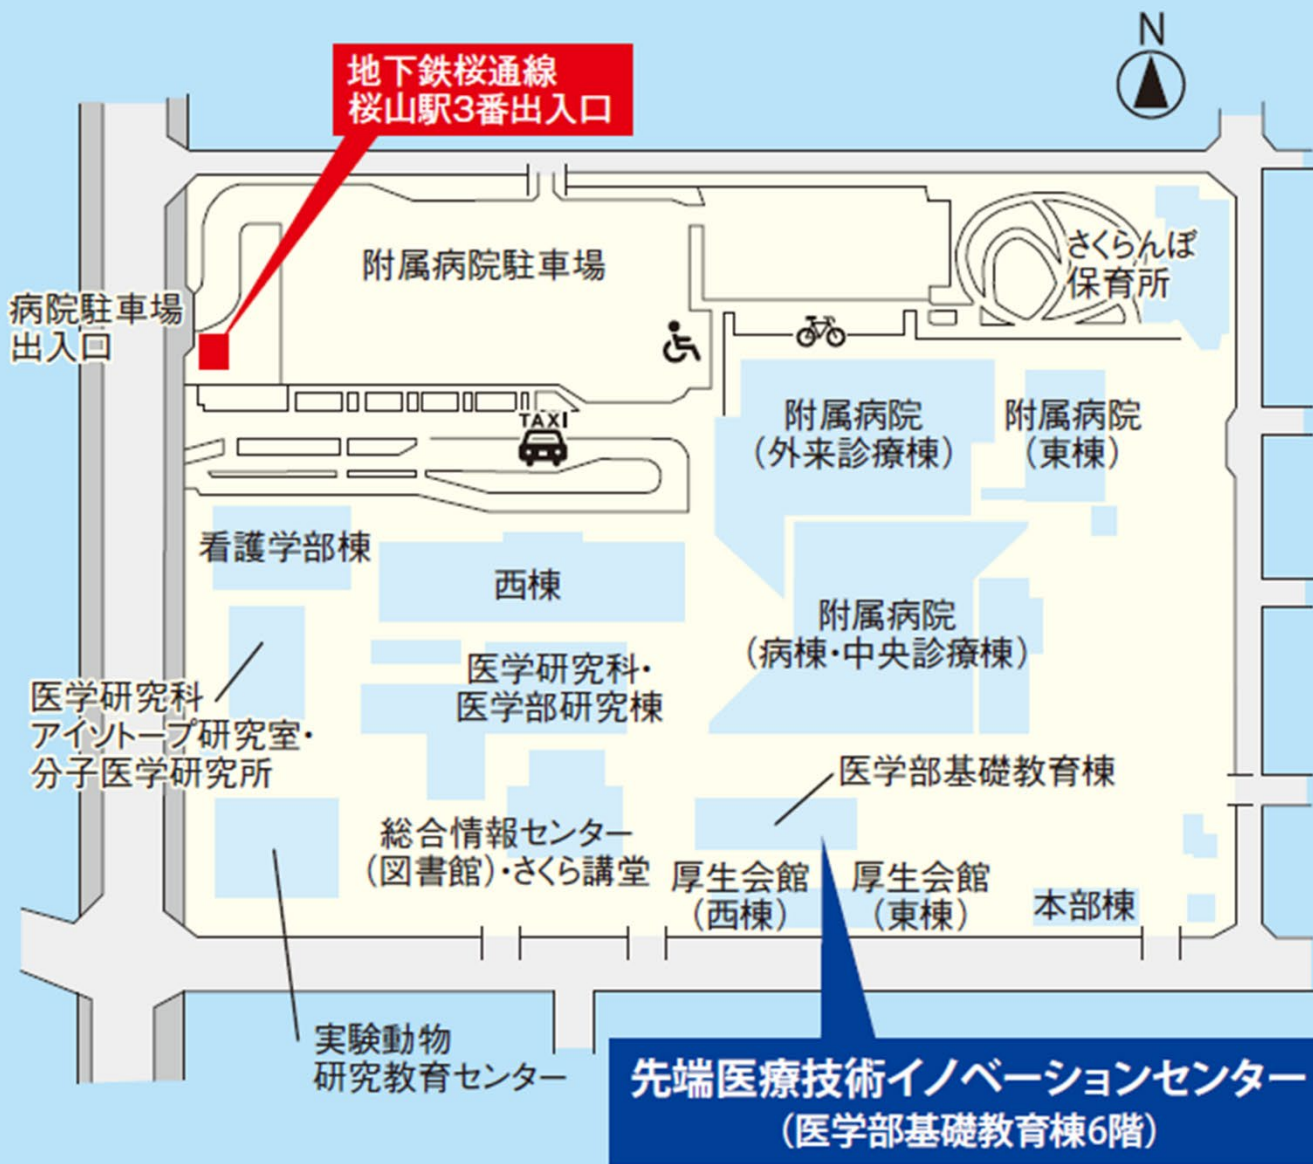 N
地下鉄桜通線
桜山駅3番出入口
附属病院駐車場
さくらんぼ
保育所
病院駐車場
出入口
TAXI
附属病院
(外来診療棟)
附属病院
(東棟)
看護学部棟
西棟
附属病院
(病棟・中央診療棟)
医学研究科・
医学部研究棟
医学研究科
アイソトープ研究室・
分子医学研究所
医学部基礎教育棟
総合情報センター
(図書館)・さくら講堂
厚生会館
(西棟)
厚生会館
(東棟)
本部棟
実験動物
研究教育センター
先端医療技術イノベーションセンター
(医学部基礎教育棟6階)